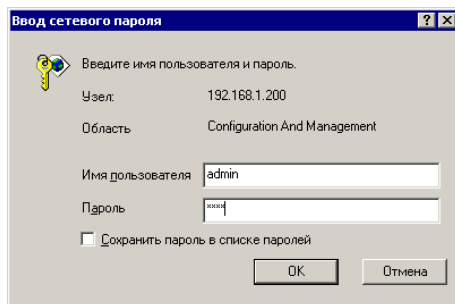 Ввод сетевого пароля
Введите имя пользователя и пароль.
Узел: 192.168.1.200
Область Configuration And Management
Имя пользователя admin
Пароль ****
Сохранить пароль в списке паролей
OK Отмена